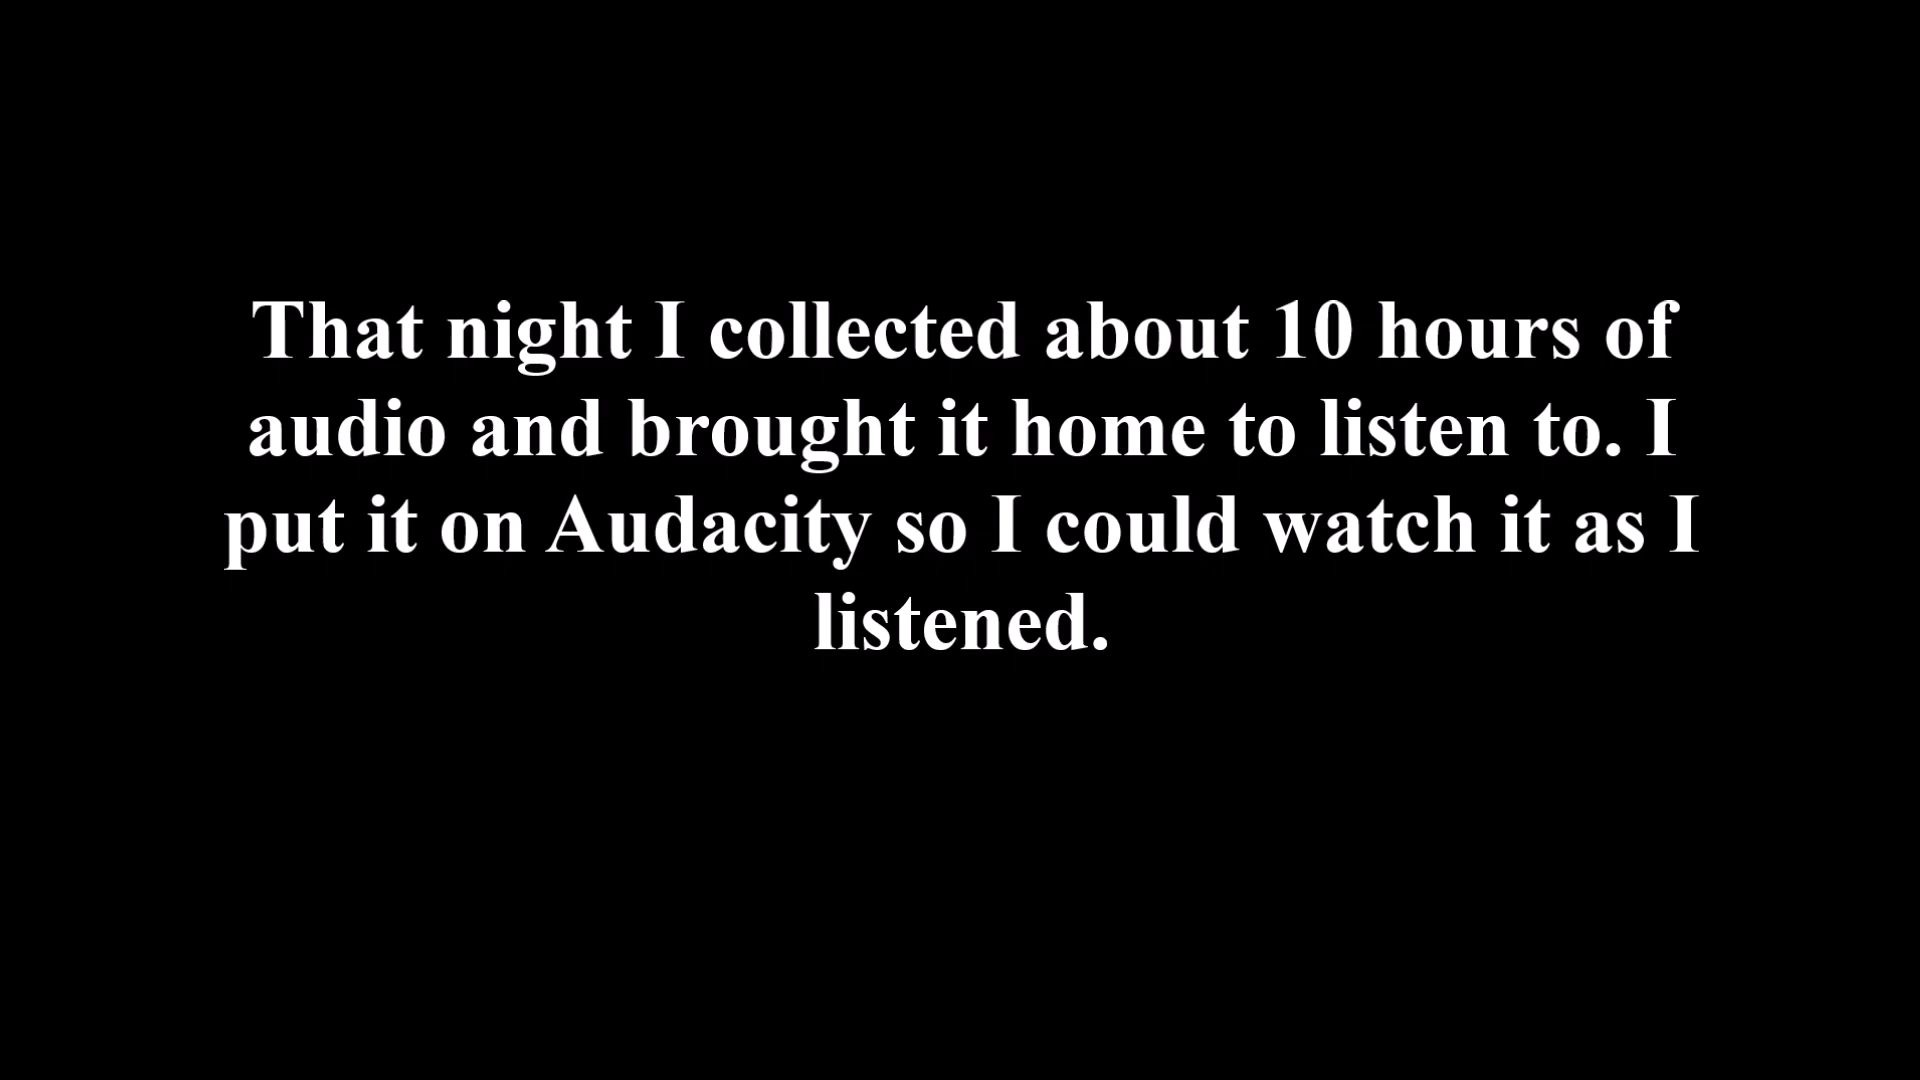 That night I collected about 10 hours of
audio and brought it home to listen to. I
put it on Audacity so I could watch it as I
listened.